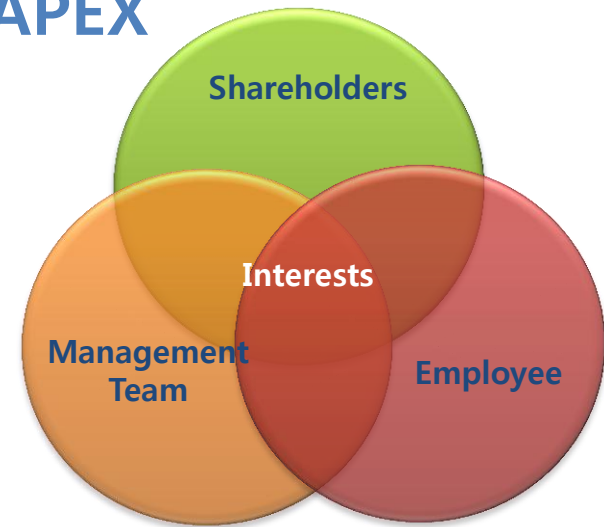 APEX
Shareholders
Interests
Management
Team
Employee